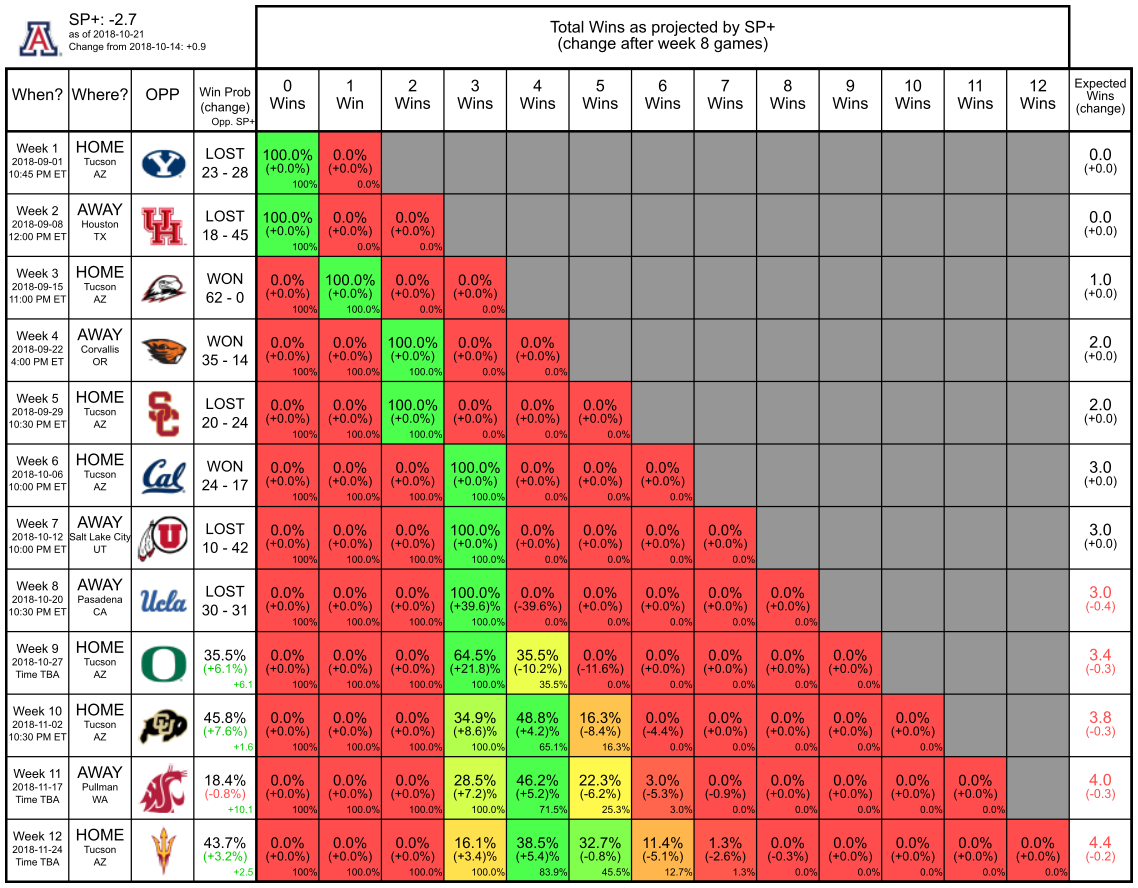 SP+: -2.7
as of 2018-10-21
Change from 2018-10-14: +0.9
Total Wins as projected by SP+
(change after week 8 games)
When? Where? OPP Win Prob (change) Opp. SP+ 0 Wins 1 Win 2 Wins 3 Wins 4 Wins 5 Wins 6 Wins 7 Wins 8 Wins 9 Wins 10 Wins 11 Wins 12 Wins Expected Wins (change)
Week 1 HOME LOST 100.0% 0.0% 0.0
2018-09-01 Tucson Y (+0.0%) (+0.0%) (+0.0)
10:45 PM ET AZ 23 - 28 100% 0.0%
Week 2 AWAY LOST 100.0% 0.0% 0.0% 0.0
2018-09-08 Houston UH (+0.0%) (+0.0%) (+0.0%) (+0.0)
12:00 PM ET TX 18 - 45 100% 0.0% 0.0%
Week 3 HOME WON 0.0% 100.0% 0.0% 0.0% 1.0
2018-09-15 Tucson (+0.0%) (+0.0%) (+0.0%) (+0.0%) (+0.0)
11:00 PM ET AZ 62 - 0 100% 100.0% 0.0% 0.0%
Week 4 AWAY WON 0.0% 0.0% 100.0% 0.0% 0.0% 2.0
2018-09-22 Corvallis (+0.0%) (+0.0%) (+0.0%) (+0.0%) (+0.0%) (+0.0)
4:00 PM ET OR 35 - 14 100% 100.0% 100.0% 0.0% 0.0%
Week 5 HOME LOST 0.0% 0.0% 100.0% 0.0% 0.0% 0.0% 2.0
2018-09-29 Tucson SC (+0.0%) (+0.0%) (+0.0%) (+0.0%) (+0.0%) (+0.0%) (+0.0)
10:30 PM ET AZ 20 - 24 100% 100.0% 100.0% 0.0% 0.0% 0.0%
Week 6 HOME WON 0.0% 0.0% 0.0% 100.0% 0.0% 0.0% 0.0% 3.0
2018-10-06 Tucson Cal (+0.0%) (+0.0%) (+0.0%) (+0.0%) (+0.0%) (+0.0%) (+0.0%) (+0.0)
10:00 PM ET AZ 24 - 17 100% 100.0% 100.0% 100.0% 0.0% 0.0% 0.0%
Week 7 AWAY LOST 0.0% 0.0% 0.0% 100.0% 0.0% 0.0% 0.0% 0.0% 3.0
2018-10-12 Salt Lake City U (+0.0%) (+0.0%) (+0.0%) (+0.0%) (+0.0%) (+0.0%) (+0.0%) (+0.0%) (+0.0)
10:00 PM ET UT 10 - 42 100% 100.0% 100.0% 100.0% 0.0% 0.0% 0.0% 0.0%
Week 8 AWAY LOST 0.0% 0.0% 0.0% 100.0% 0.0% 0.0% 0.0% 0.0% 0.0% 3.0
2018-10-20 Pasadena Ucla (+0.0%) (+0.0%) (+0.0%) (+39.6)% (-39.6% (+0.0%) (+0.0%) (+0.0%) (+0.0%) (-0.4)
10:30 PM ET CA 30 - 31 100% 100.0% 100.0% 100.0% 0.0% 0.0% 0.0% 0.0% 0.0%
Week 9 HOME 35.5% 0.0% 0.0% 0.0% 64.5% 35.5% 0.0% 0.0% 0.0% 0.0% 0.0% 3.4
2018-10-27 Tucson O (+6.1%) (+0.0%) (+0.0%) (+0.0%) (+21.8)% (-10.2%) -11.6%) (+0.0%) (+0.0%) (+0.0%) (+0.0%) (-0.3)
Time TBA AZ +6.1 100% 100.0% 100.0% 100.0% 35.5% 0.0% 0.0% 0.0% 0.0% 0.0%
Week 10 HOME 45.8% 0.0% 0.0% 0.0% 34.9% 48.8% 16.3% 0.0% 0.0% 0.0% 0.0% 0.0% 3.8
2018-11-02 Tucson CU (+7.6%) (+0.0%) (+0.0%) (+0.0%) (+8.6)% (+4.2)% (-8.4%) (-4.4%) (+0.0%) (+0.0%) (+0.0%) (+0.0%) (-0.3)
10:30 PM ET AZ +1.6 100% 100.0% 100.0% 100.0% 65.1% 16.3% 0.0% 0.0% 0.0% 0.0% 0.0%
Week 11 AWAY 18.4% 0.0% 0.0% 0.0% 28.5% 46.2% 22.3% 3.0% 0.0% 0.0% 0.0% 0.0% 0.0% 4.0
2018-11-17 Pullman (-0.8%) (+0.0%) (+0.0%) (+0.0%) (+7.2)% (+5.2)% (-6.2%) (-5.3%) (-0.9%) (+0.0%) (+0.0%) (+0.0%) (+0.0%) (-0.3)
Time TBA WA +10.1 100% 100.0% 100.0% 100.0% 71.5% 25.3% 3.0% 0.0% 0.0% 0.0% 0.0% 0.0%
Week 12 HOME 43.7% 0.0% 0.0% 0.0% 16.1% 38.5% 32.7% 11.4% 1.3% 0.0% 0.0% 0.0% 0.0% 0.0% 4.4
2018-11-24 Tucson (+3.2%) (+0.0%) (+0.0%) (+0.0%) (+3.4)% (+5.4)% (-0.8%) (-5.1%) (-2.6%) (-0.3%) (+0.0%) (+0.0%) (+0.0%) (+0.0%) (-0.2)
Time TBA AZ +2.5 100% 100.0% 100.0% 100.0% 83.9% 45.5% 12.7% 1.3% 0.0% 0.0% 0.0% 0.0% 0.0%